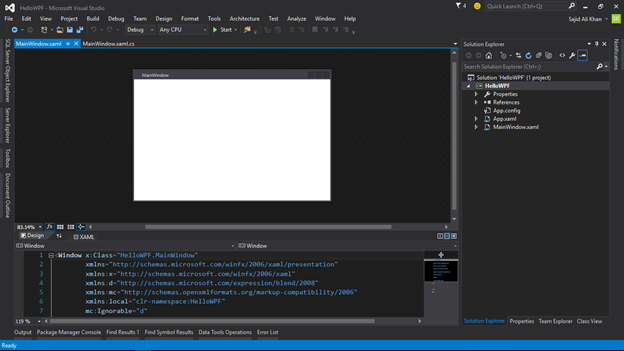 HelloWPF - Microsoft Visual Studio
4
Quick Launch (Ctrl+Q)
File Edit View Project Build Debug Team Design Format Tools Architecture Test Analyze Window Help
Sajid Ali Khan
SK
Debug Any CPU Start
SQL Server Object Explorer
Server Explorer
Toolbox
Document Outline
MainWindow.xaml MainWindow.xaml.cs
MainWindow
83.14%
Design XAML
Window Window
1 <Window x:Class="HelloWPF.MainWindow"
2 xmlns="http://schemas.microsoft.com/winfx/2006/xaml/presentation"
3 xmlns:x="http://schemas.microsoft.com/winfx/2006/xaml"
4 xmlns:d="http://schemas.microsoft.com/expression/blend/2008"
5 xmlns:mc="http://schemas.openxmlformats.org/markup-compatibility/2006"
6 xmlns:local="clr-namespace:HelloWPF"
7 mc:Ignorable="d"
119 %
Solution Explorer
Search Solution Explorer (Ctrl+;)
Solution 'HelloWPF' (1 project)
HelloWPF
Properties
References
App.config
App.xaml
MainWindow.xaml
Solution Explorer Properties Team Explorer Class View
Notifications
Output Package Manager Console Find Results 1 Find Symbol Results Data Tools Operations Error List
Ready